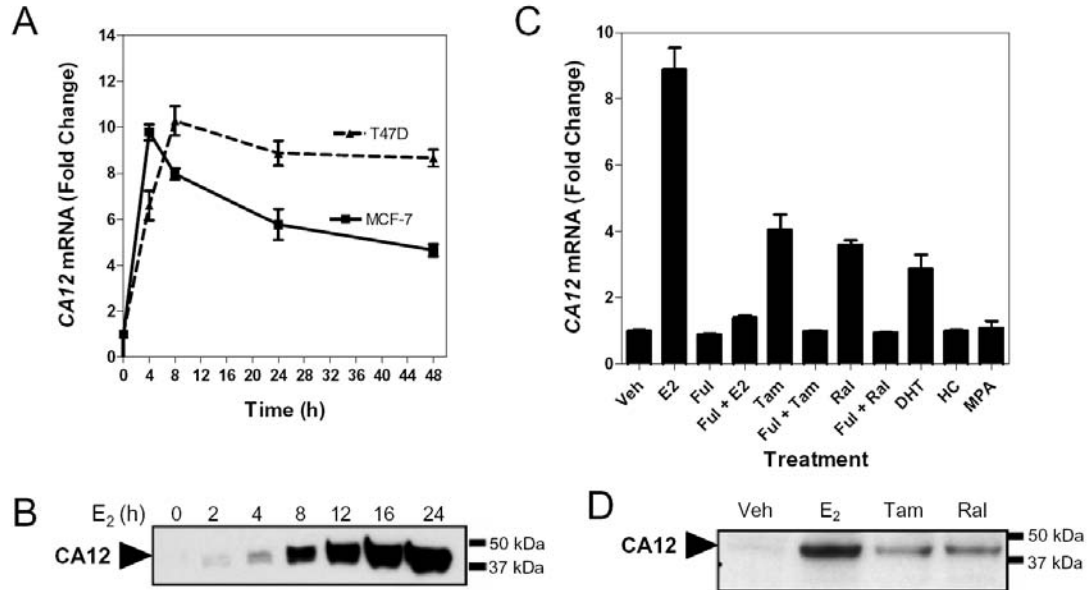 A
CA12 mRNA (Fold Change)
14
12
10
8
6
4
2
0
T47D
MCF-7
0 4 8 12 16 20 24 28 32 36 40 44 48
Time (h)
C
CA12 mRNA (Fold Change)
10
8
6
4
2
0
Veh
E2
Ful
Ful + E2
Tam
Ful + Tam
Ral
Ful + Ral
DHT
HC
MPA
Treatment
B
E₂ (h) 0 2 4 8 12 16 24
CA12
50 kDa
37 kDa
D
Veh E₂ Tam Ral
CA12
50 kDa
37 kDa